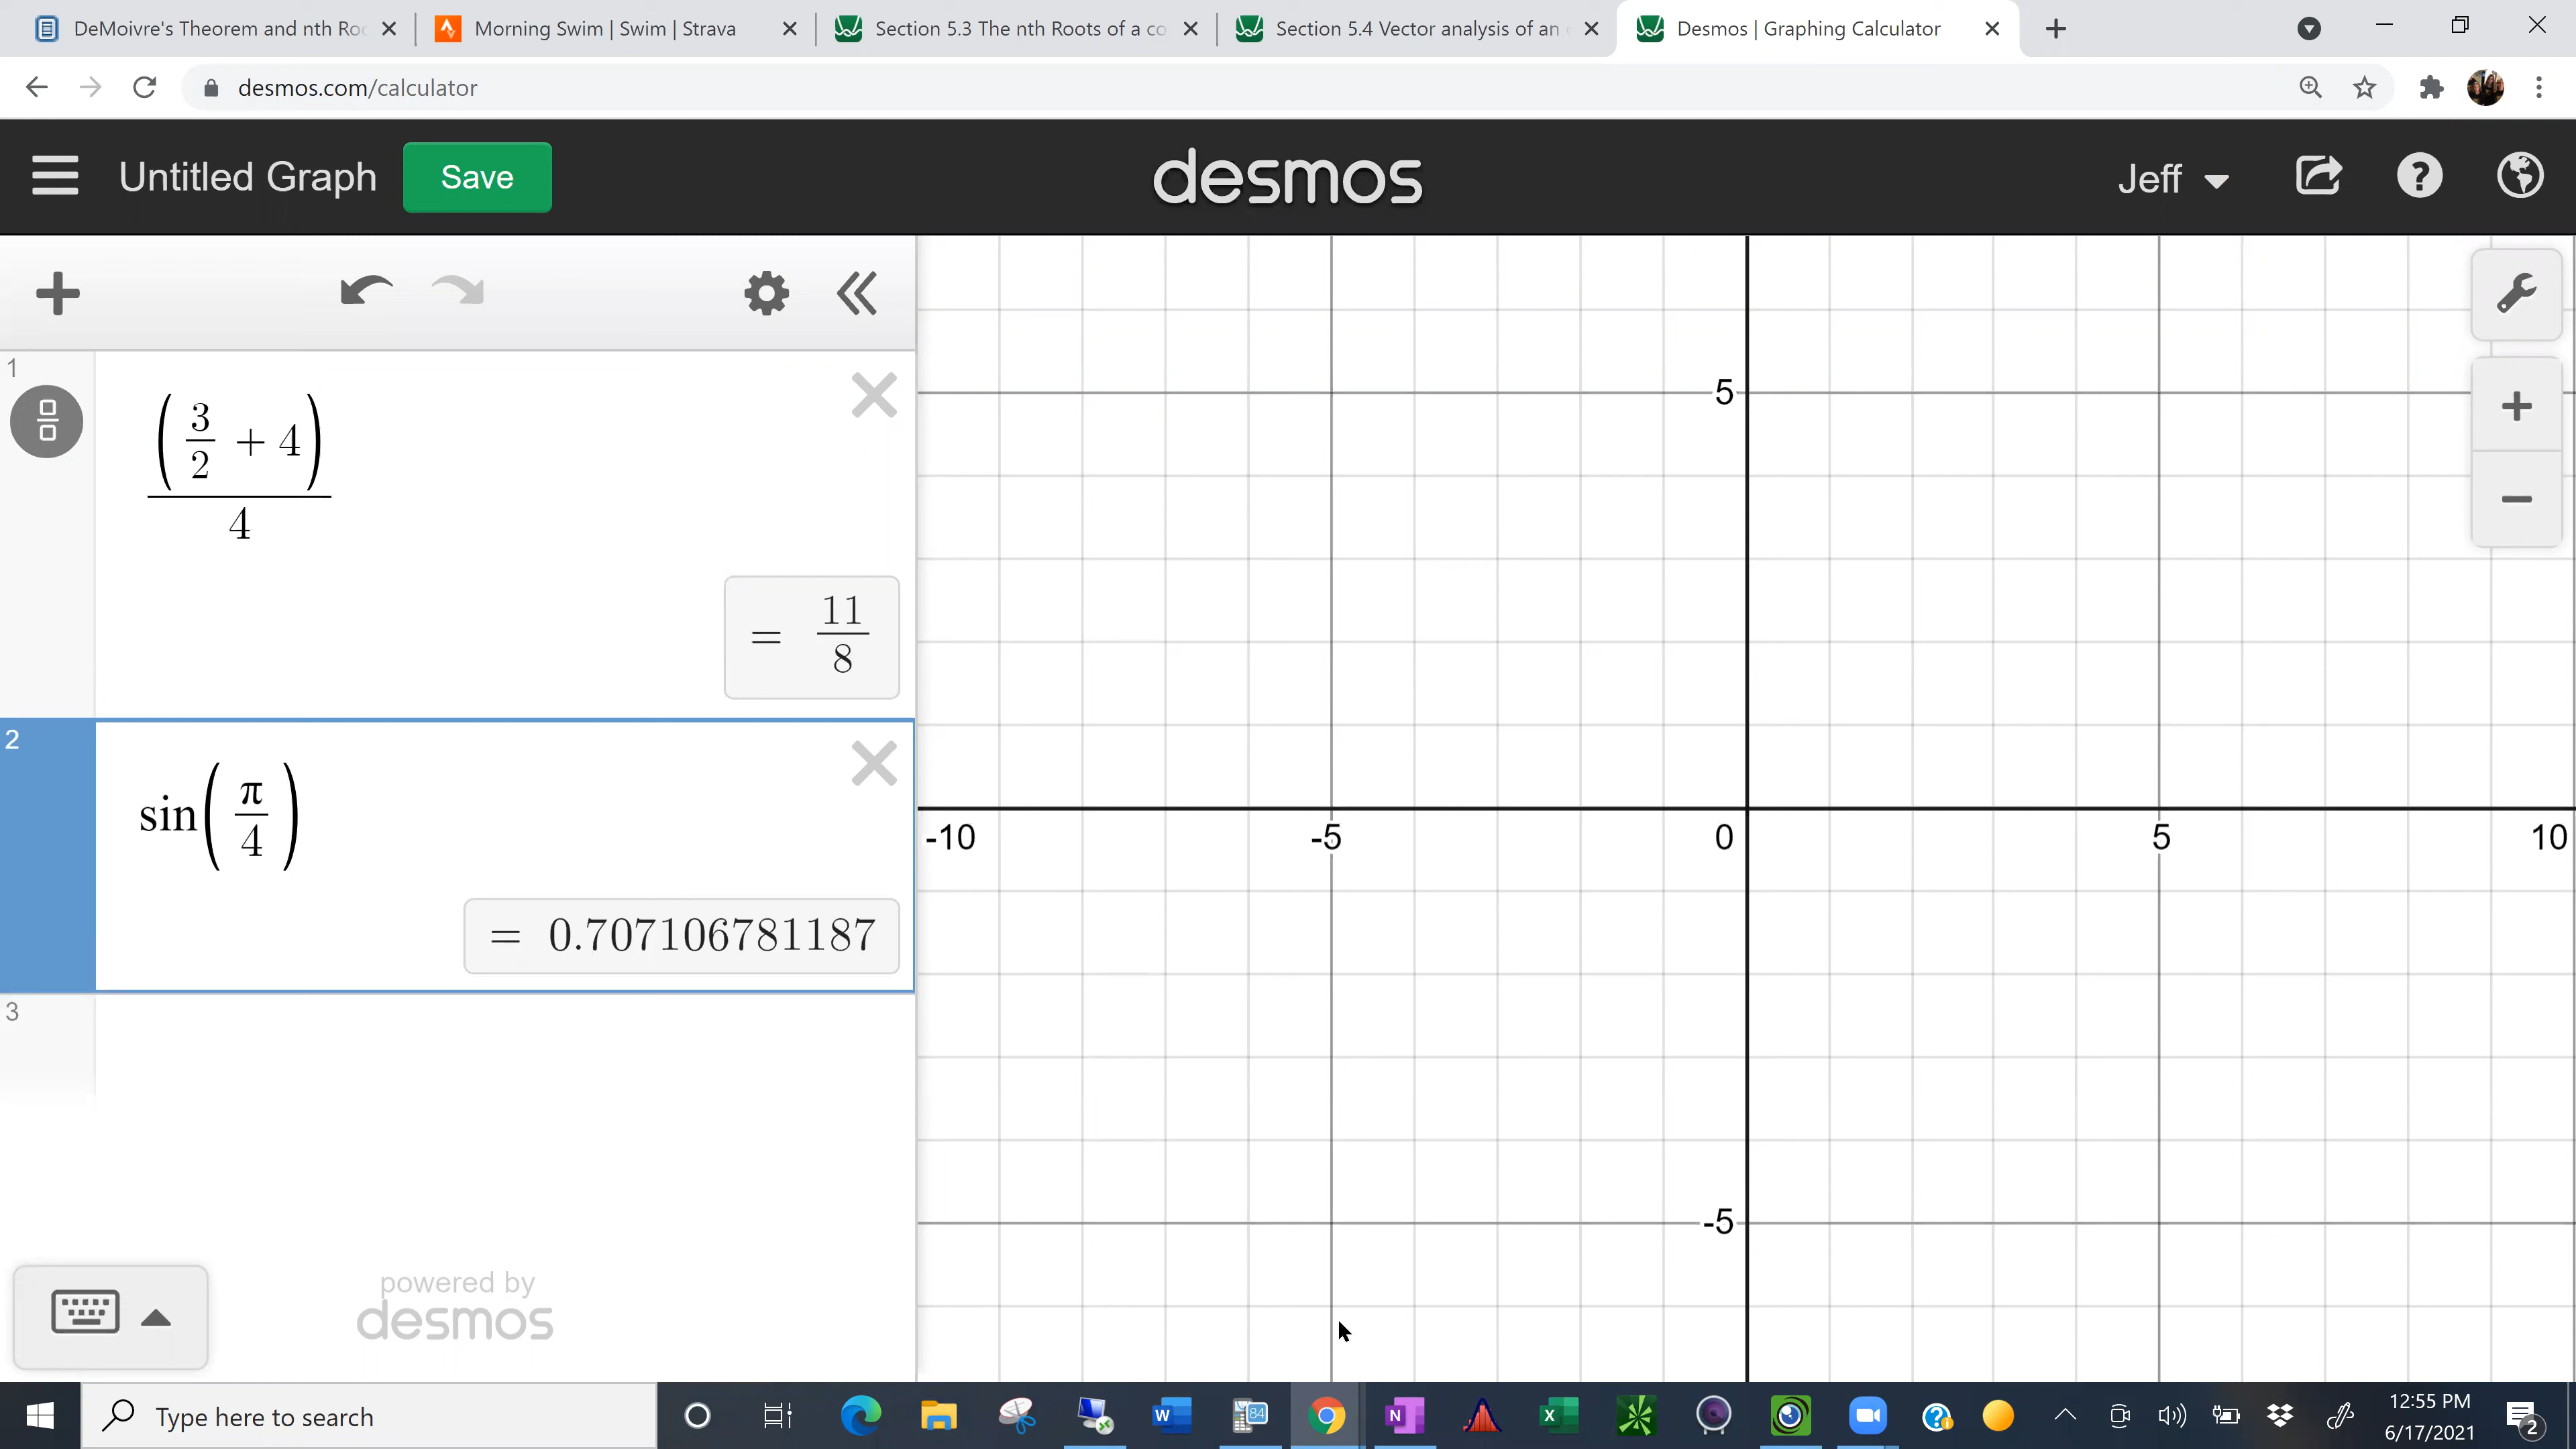 DeMoivre's Theorem and nth Ro
Morning Swim | Swim | Strava
Section 5.3 The nth Roots of a co
Section 5.4 Vector analysis of an
Desmos | Graphing Calculator
desmos.com/calculator
Untitled Graph
Save
desmos
Jeff
1
(3/2 + 4)/4
= 11/8
2
sin(π/4)
= 0.707106781187
3
powered by
desmos
5
-10 -5 0 5 10
-5
Type here to search
84
12:55 PM
6/17/2021
2